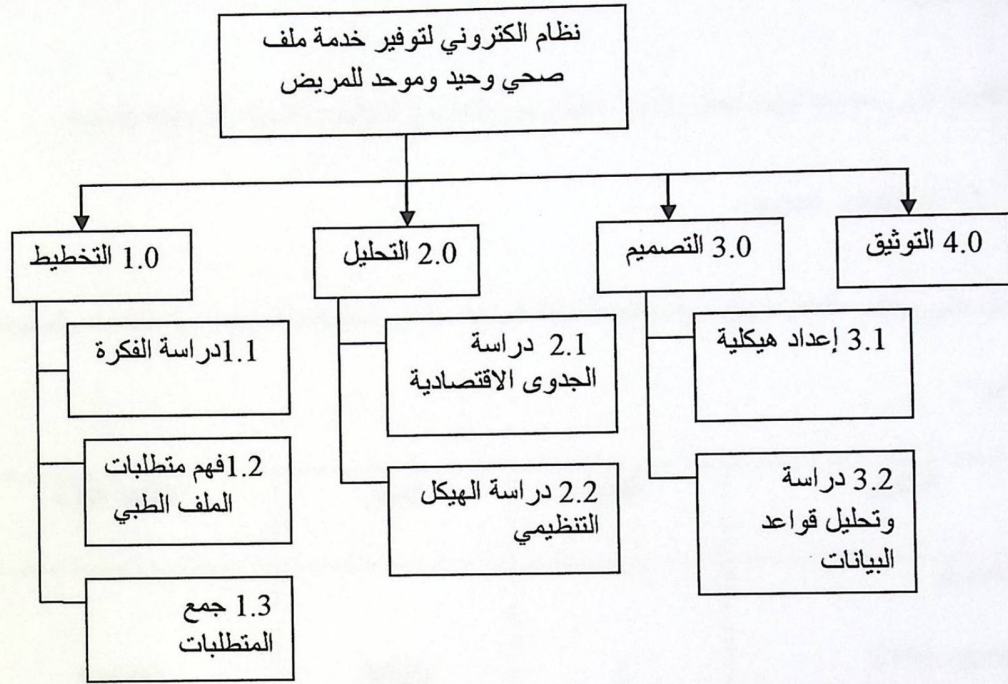 نظام الكتروني لتوفير خدمة ملف
صحي وحيد وموحد للمريض
1.0 التخطيط
2.0 التحليل
3.0 التصميم
4.0 التوثيق
1.1دراسة الفكرة
1.2فهم متطلبات
الملف الطبي
1.3 جمع
المتطلبات
2.1 دراسة
الجدوى الاقتصادية
2.2 دراسة الهيكل
التنظيمي
3.1 إعداد هيكلية
3.2 دراسة
وتحليل قواعد
البيانات